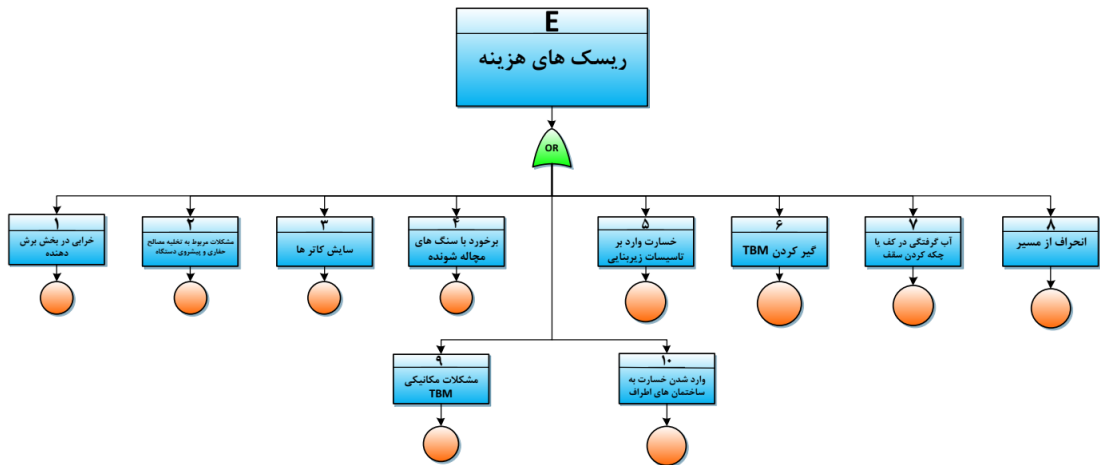 E
ریسک های هزینه
OR
۱
خرابی در بخش برش
دهنده
۲
مشکلات مربوط به تخلیه مصالح
حفاری و پیشروی دستگاه
۳
سایش کاتر ها
۴
برخورد با سنگ های
مچاله شونده
۵
خسارت وارد بر
تاسیسات زیربنایی
۶
گیر کردن TBM
۷
آب گرفتگی در کف یا
چکه کردن سقف
۸
انحراف از مسیر
۹
مشکلات مکانیکی
TBM
۱۰
وارد شدن خسارت به
ساختمان های اطراف